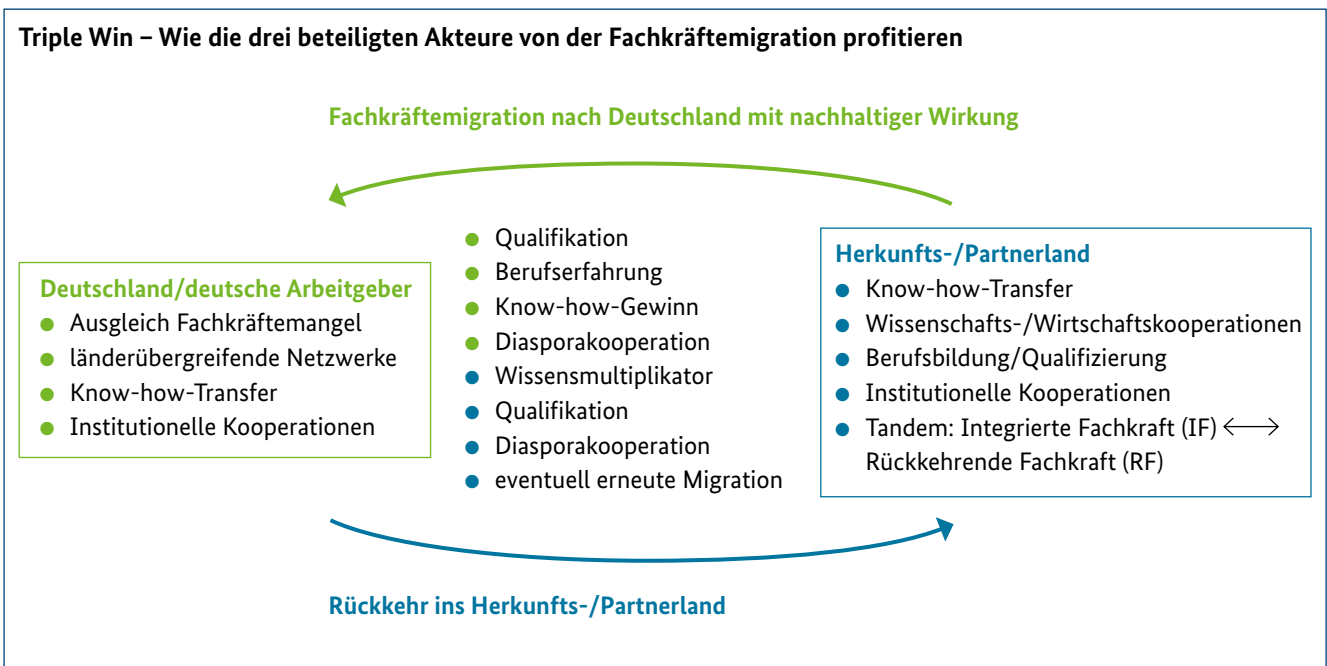 Triple Win – Wie die drei beteiligten Akteure von der Fachkräftemigration profitieren
Fachkräftemigration nach Deutschland mit nachhaltiger Wirkung
Deutschland/deutsche Arbeitgeber
● Ausgleich Fachkräftemangel
● länderübergreifende Netzwerke
● Know-how-Transfer
● Institutionelle Kooperationen
● Qualifikation
● Berufserfahrung
● Know-how-Gewinn
● Diasporakooperation
● Wissensmultiplikator
● Qualifikation
● Diasporakooperation
● eventuell erneute Migration
Herkunfts-/Partnerland
● Know-how-Transfer
● Wissenschafts-/Wirtschaftskooperationen
● Berufsbildung/Qualifizierung
● Institutionelle Kooperationen
● Tandem: Integrierte Fachkraft (IF) ⟷
Rückkehrende Fachkraft (RF)
Rückkehr ins Herkunfts-/Partnerland